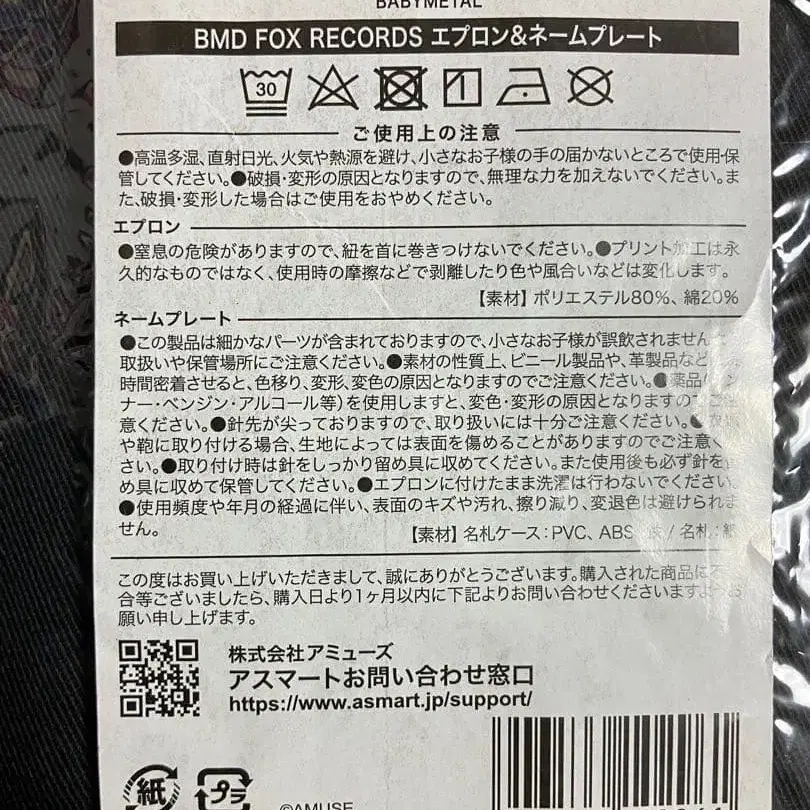 BABYMETAL
BMD FOX RECORDS エプロン&ネームプレート
30
ご使用上の注意
●高温多湿、直射日光、火気や熱源を避け、小さなお子様の手の届かないところで使用・保
管してください。●破損・変形の原因となりますので、無理な力を加えないでください。ま
た、破損・変形した場合はご使用をおやめください。
エプロン
●窒息の危険がありますので、紐を首に巻きつけないでください。●プリント加工は永
久的なものではなく、使用時の摩擦などで剥離したり色や風合いなどは変化します。
【素材】ポリエステル80%、綿20%
ネームプレート
●この製品は細かなパーツが含まれておりますので、小さなお子様が誤飲されません
取扱いや保管場所にご注意ください。●素材の性質上、ビニール製品や、革製品など
時間密着させると、色移り、変形、変色の原因となりますのでご注意ください。●薬品
ナー・ベンジン・アルコール等)を使用しますと、変色・変形の原因となりますのでご注
意ください。●針先が尖っておりますので、取り扱いには十分ご注意ください。●
や鞄に取り付ける場合、生地によっては表面を傷めることがありますのでご注意く
ださい。●取り付け時は針をしっかり留め具に収めてください。また使用後も必ず針を
め具に収めて保管してください。●エプロンに付けたまま洗濯は行わないでください。
●使用頻度や年月の経過に伴い、表面のキズや汚れ、擦り減り、変退色は避けられま
せん。
【素材】名札ケース:PVC、ABS、鉄 / 名札:紙
この度はお買い上げいただきまして、誠にありがとうございます。購入された商品に
合等ございましたら、購入日より1ヶ月以内に下記よりお問い合わせくださいますよ
願い申し上げます。
株式会社アミューズ
アスマートお問い合わせ窓口
https://www.asmart.jp/support/
紙
プラ
©AMUSE